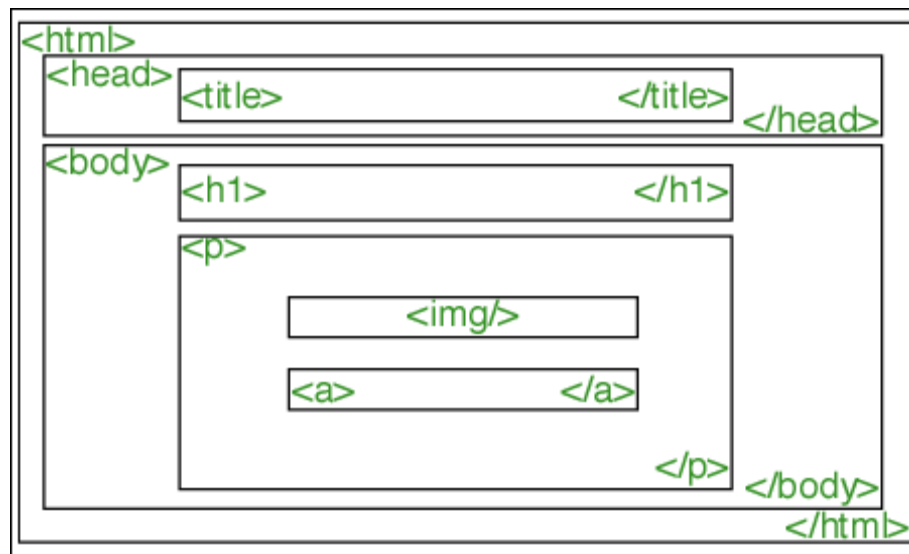 <html>
<head>
<title> </title>
</head>
<body>
<h1> </h1>
<p>
<img/>
<a> </a>
</p>
</body>
</html>